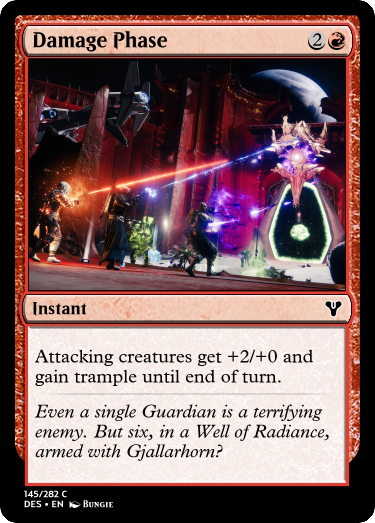 Damage Phase 2
Instant
Attacking creatures get +2/+0 and
gain trample until end of turn.
Even a single Guardian is a terrifying
enemy. But six, in a Well of Radiance,
armed with Gjallarhorn?
145/282 C
DES • EN Bungie